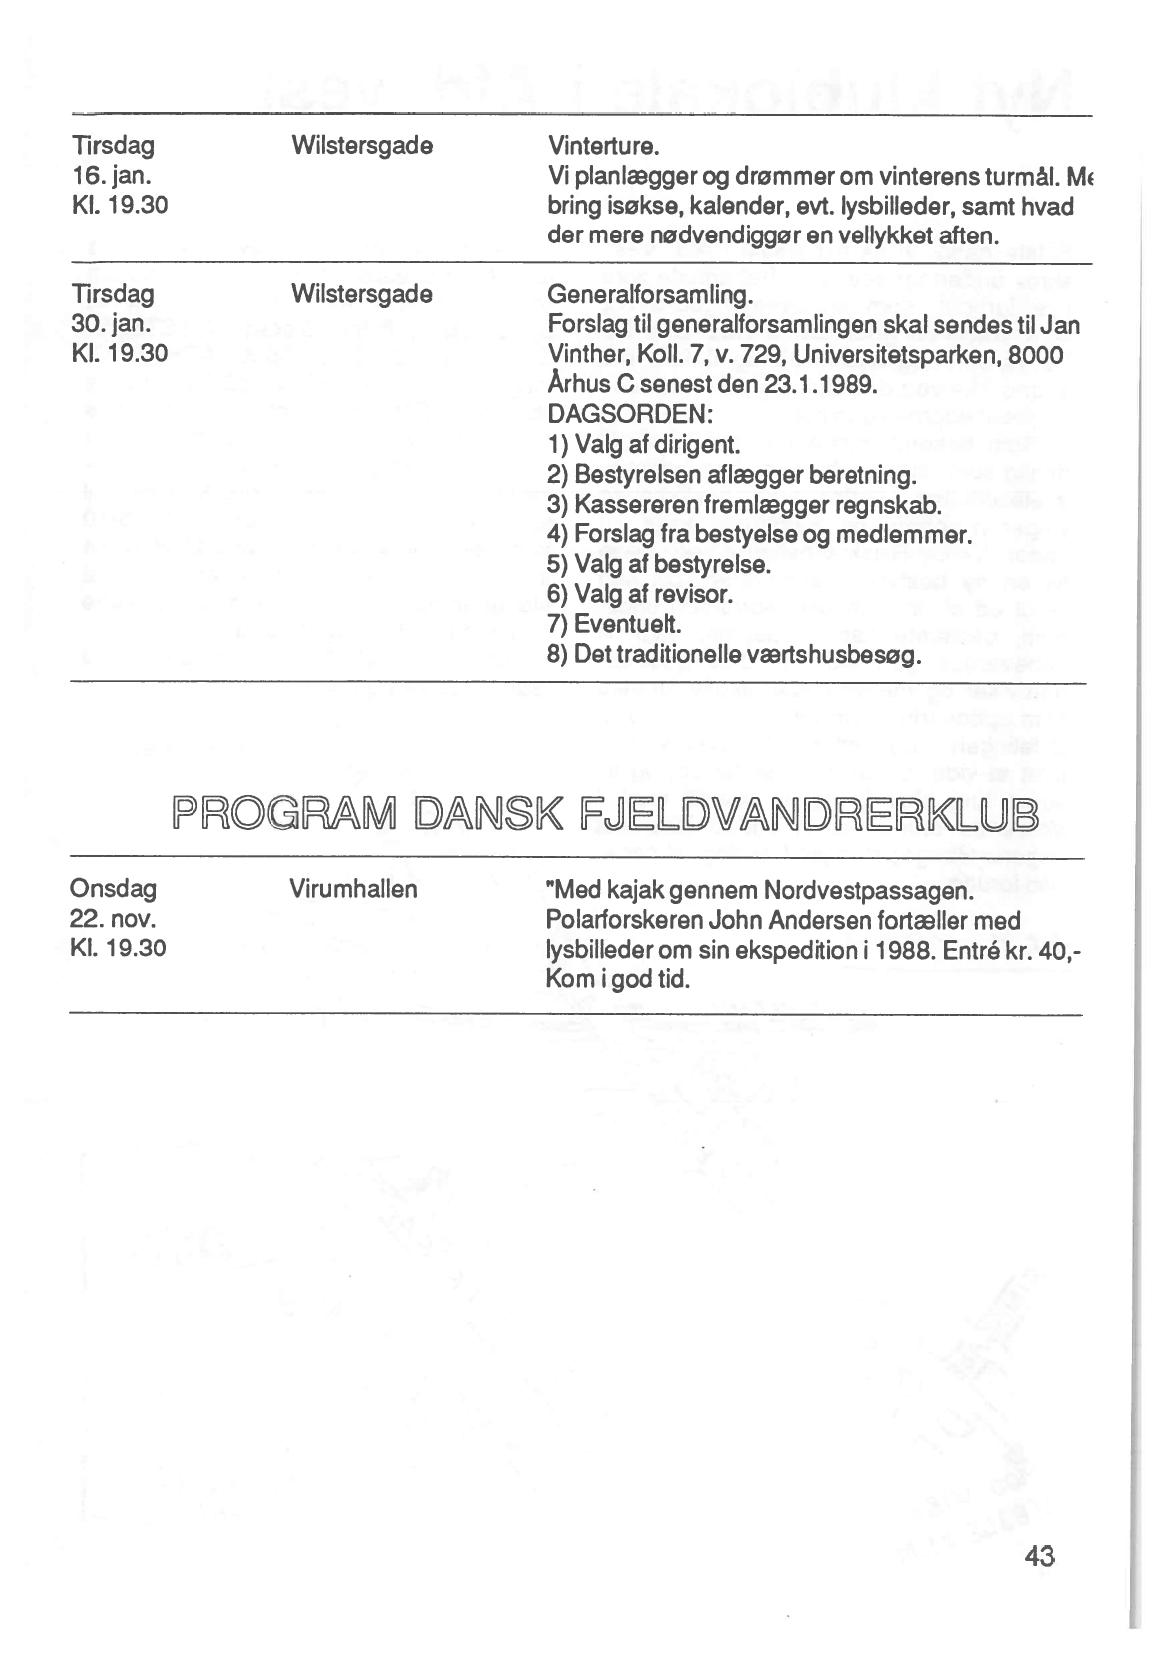 Tirsdag Wilstersgade Vinterture.
16. jan. Vi planlægger og drømmer om vinterens turmål. Me
Kl. 19.30 bring isøkse, kalender, evt. lysbilleder, samt hvad
der mere nødvendiggør en vellykket aften.
Tirsdag Wilstersgade Generalforsamling.
30. jan. Forslag til generalforsamlingen skal sendes til Jan
Kl. 19.30 Vinther, Koll. 7, v. 729, Universitetsparken, 8000
Århus C senest den 23.1.1989.
DAGSORDEN:
1) Valg af dirigent.
2) Bestyrelsen aflægger beretning.
3) Kassereren fremlægger regnskab.
4) Forslag fra bestyelse og medlemmer.
5) Valg af bestyrelse.
6) Valg af revisor.
7) Eventuelt.
8) Det traditionelle værtshusbesøg.
PROGRAM DANSK FJELDVANDRERKLUB
Onsdag Virumhallen "Med kajak gennem Nordvestpassagen.
22. nov. Polarforskeren John Andersen fortæller med
Kl. 19.30 lysbilleder om sin ekspedition i 1988. Entré kr. 40,-
Kom i god tid.
43